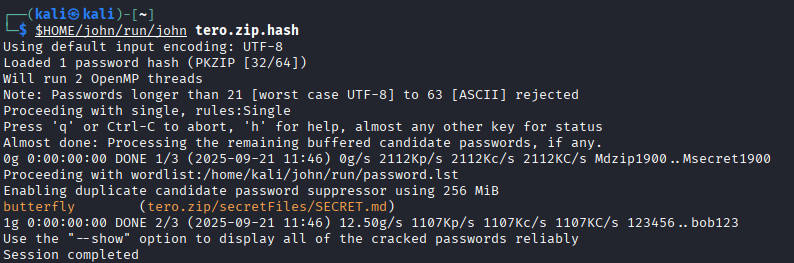 ┌──(kali㉿kali)-[~]
└─$ $HOME/john/run/john tero.zip.hash
Using default input encoding: UTF-8
Loaded 1 password hash (PKZIP [32/64])
Will run 2 OpenMP threads
Note: Passwords longer than 21 [worst case UTF-8] to 63 [ASCII] rejected
Proceeding with single, rules:Single
Press 'q' or Ctrl-C to abort, 'h' for help, almost any other key for status
Almost done: Processing the remaining buffered candidate passwords, if any.
0g 0:00:00:00 DONE 1/3 (2025-09-21 11:46) 0g/s 2112Kp/s 2112Kc/s 2112KC/s Mdzip1900..Msecret1900
Proceeding with wordlist:/home/kali/john/run/password.lst
Enabling duplicate candidate password suppressor using 256 MiB
butterfly        (tero.zip/secretFiles/SECRET.md)
1g 0:00:00:00 DONE 2/3 (2025-09-21 11:46) 12.50g/s 1107Kp/s 1107Kc/s 1107KC/s 123456..bob123
Use the "--show" option to display all of the cracked passwords reliably
Session completed